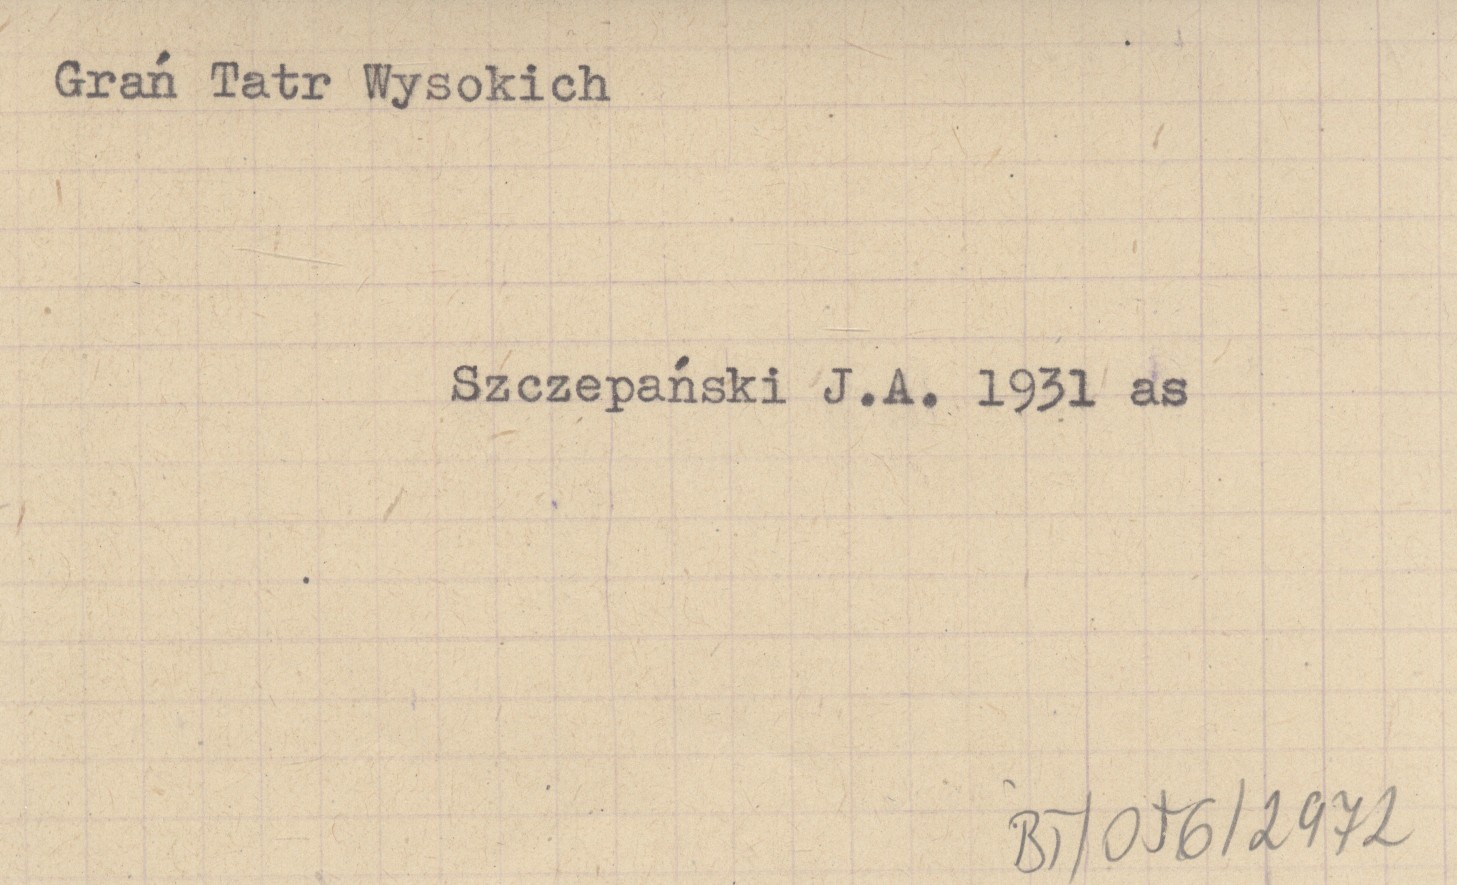 Grań Tatr Wysokich
Szczepański J.A. 1931 as
BT/056/2972